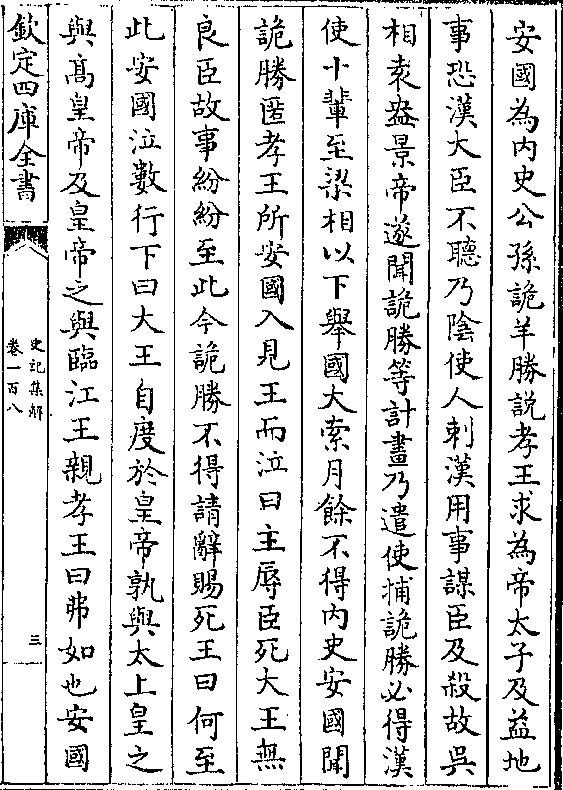 安國為内史公孫詭羊勝説孝王求為帝太子及益地
事恐漢大臣不聽乃陰使人刺漢用事謀臣及殺故吳
相袁盎景帝遂聞詭勝等計畫乃遣使捕詭勝必得漢
使十輩至梁相以下舉國大索月餘不得内史安國聞
詭勝匿孝王所安國入見王而泣曰主辱臣死大王無
良臣故事紛紛至此今詭勝不得請辭賜死王曰何至
此安國泣數行下曰大王自度於皇帝孰與太上皇之
與髙皇帝及皇帝之與臨江王親孝王曰弗如也安國
欽定四庫全書
史記集解
卷一百八
三